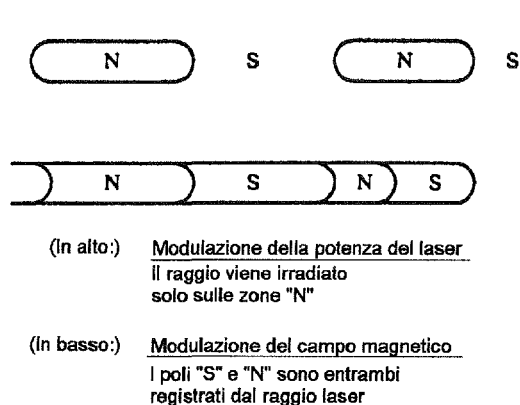 N S N S
N S N S
(In alto:) Modulazione della potenza del laser
Il raggio viene irradiato
solo sulle zone "N"
(In basso:) Modulazione del campo magnetico
I poli "S" e "N" sono entrambi
registrati dal raggio laser